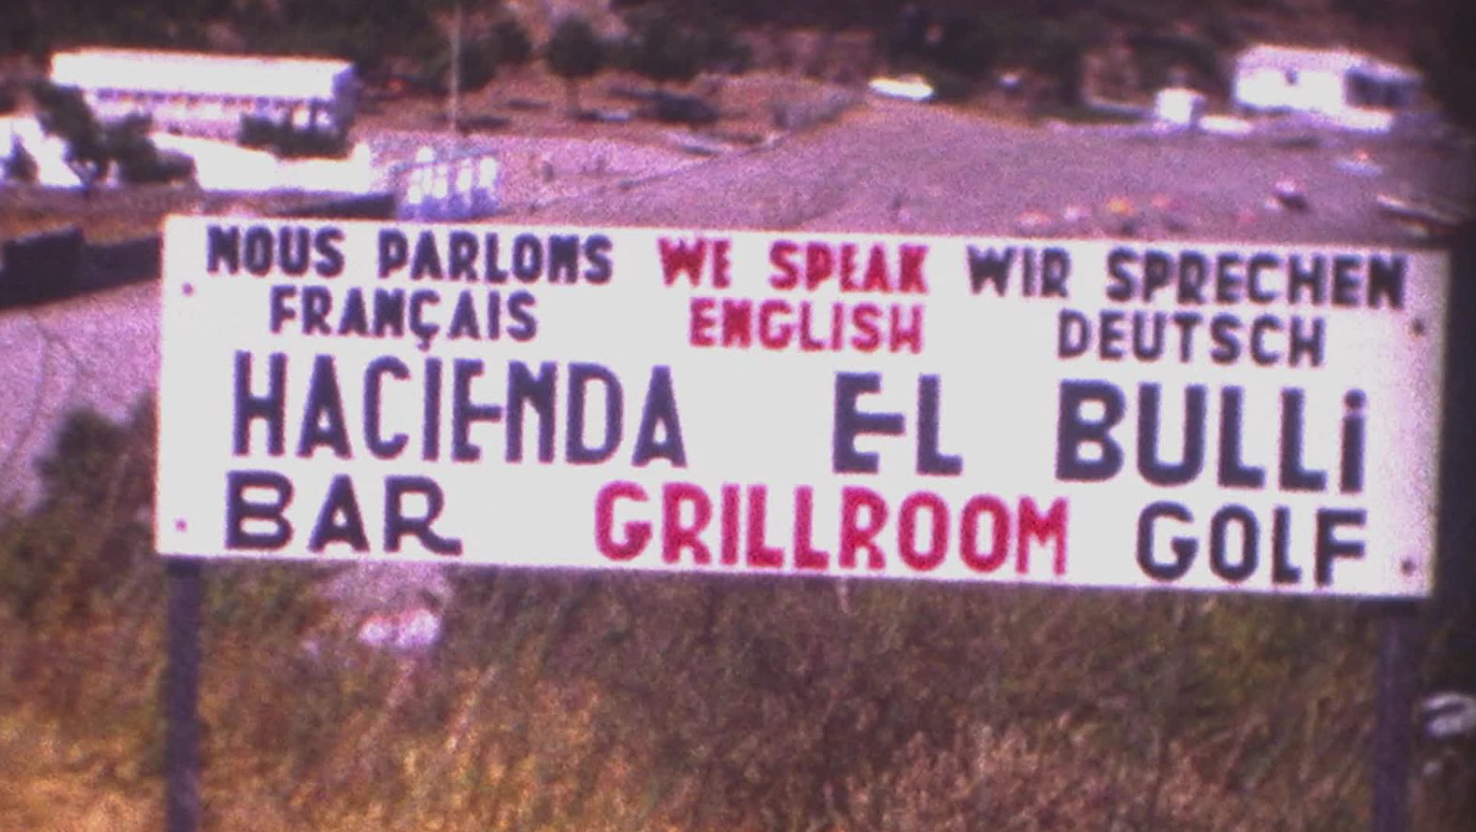 NOUS PARLONS WE SPEAK WIR SPRECHEN
FRANÇAIS ENGLISH DEUTSCH
HACIENDA EL BULLi
BAR GRILLROOM GOLF